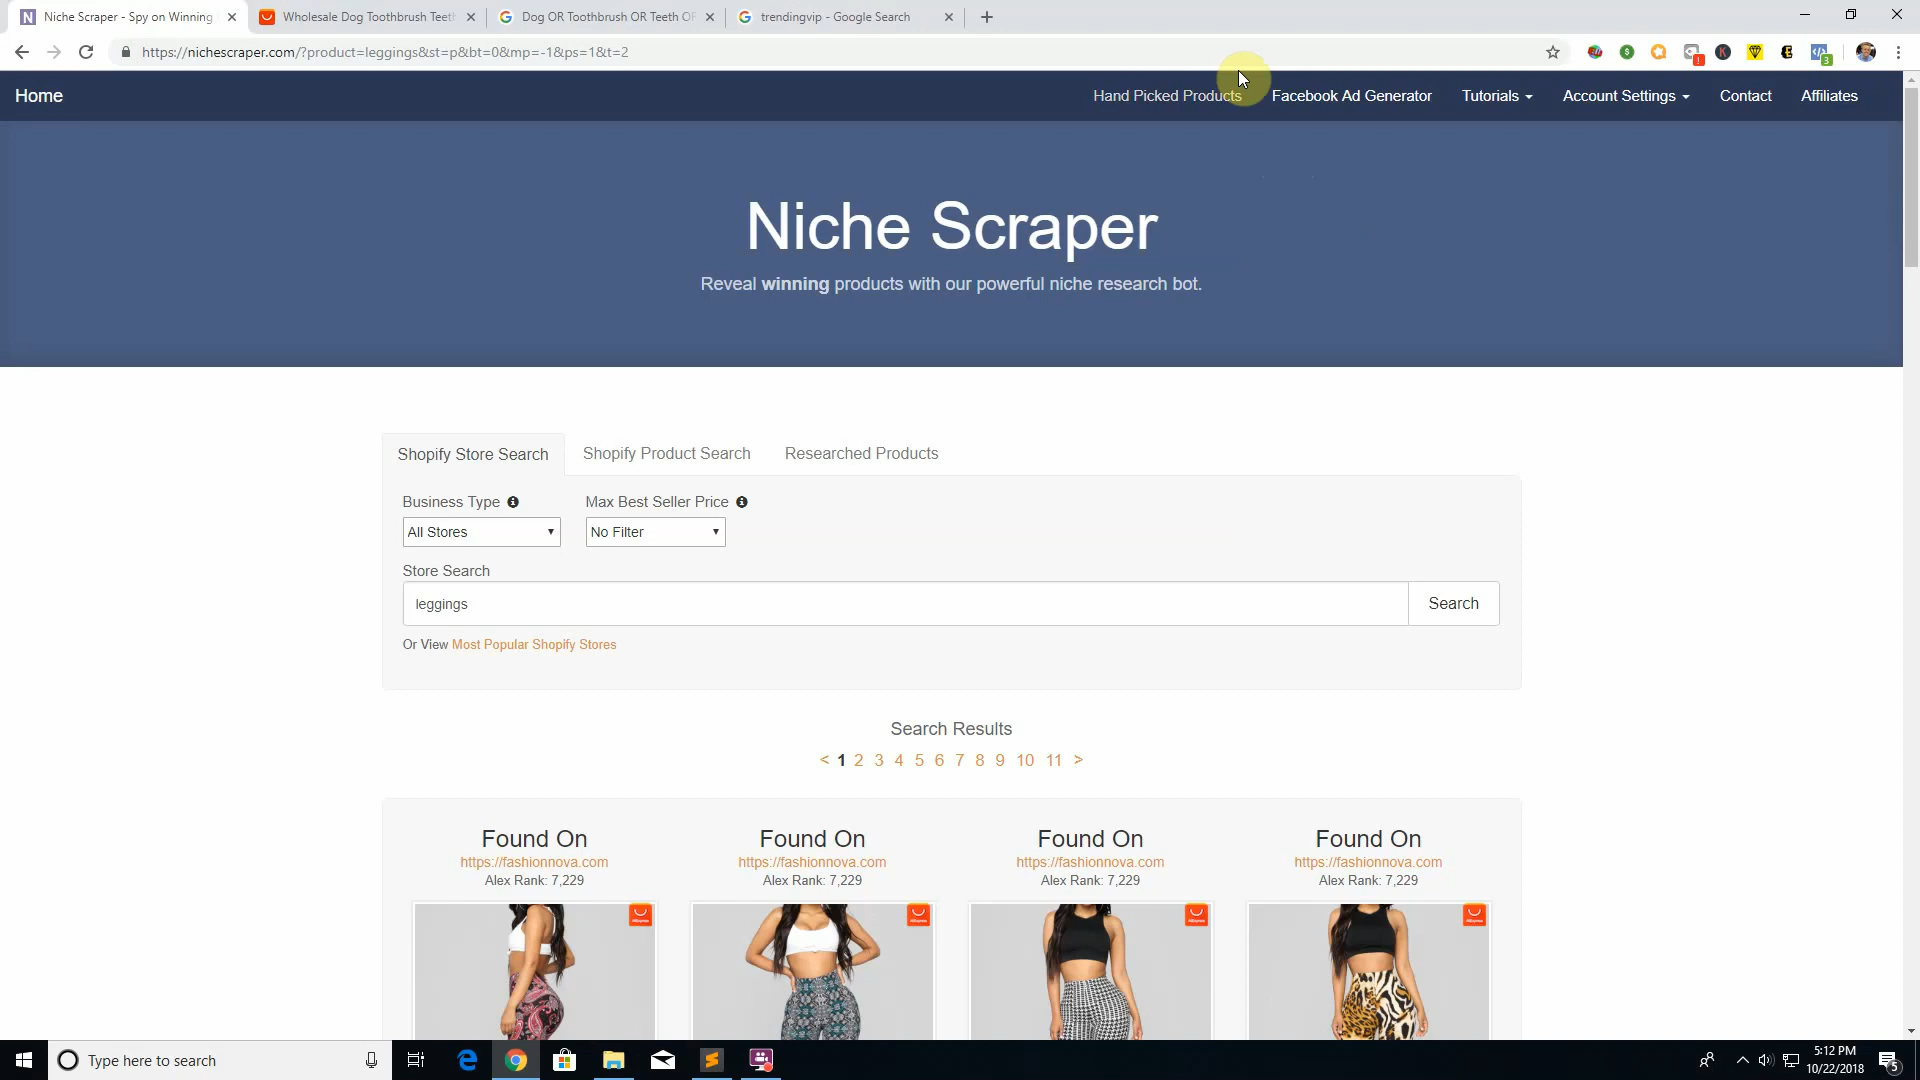 Niche Scraper - Spy on Winning
Wholesale Dog Toothbrush Teeth
Dog OR Toothbrush OR Teeth OR
trendingvip - Google Search
https://nichescraper.com/?product=leggings&st=p&bt=0&mp=-1&ps=1&t=2
Home
Hand Picked Products
Facebook Ad Generator
Tutorials
Account Settings
Contact
Affiliates
Niche Scraper
Reveal winning products with our powerful niche research bot.
Shopify Store Search
Shopify Product Search
Researched Products
Business Type
Max Best Seller Price
All Stores
No Filter
Store Search
leggings
Search
Or View Most Popular Shopify Stores
Search Results
< 1 2 3 4 5 6 7 8 9 10 11 >
Found On
https://fashionnova.com
Alex Rank: 7,229
Found On
https://fashionnova.com
Alex Rank: 7,229
Found On
https://fashionnova.com
Alex Rank: 7,229
Found On
https://fashionnova.com
Alex Rank: 7,229
Type here to search
5:12 PM
10/22/2018
5